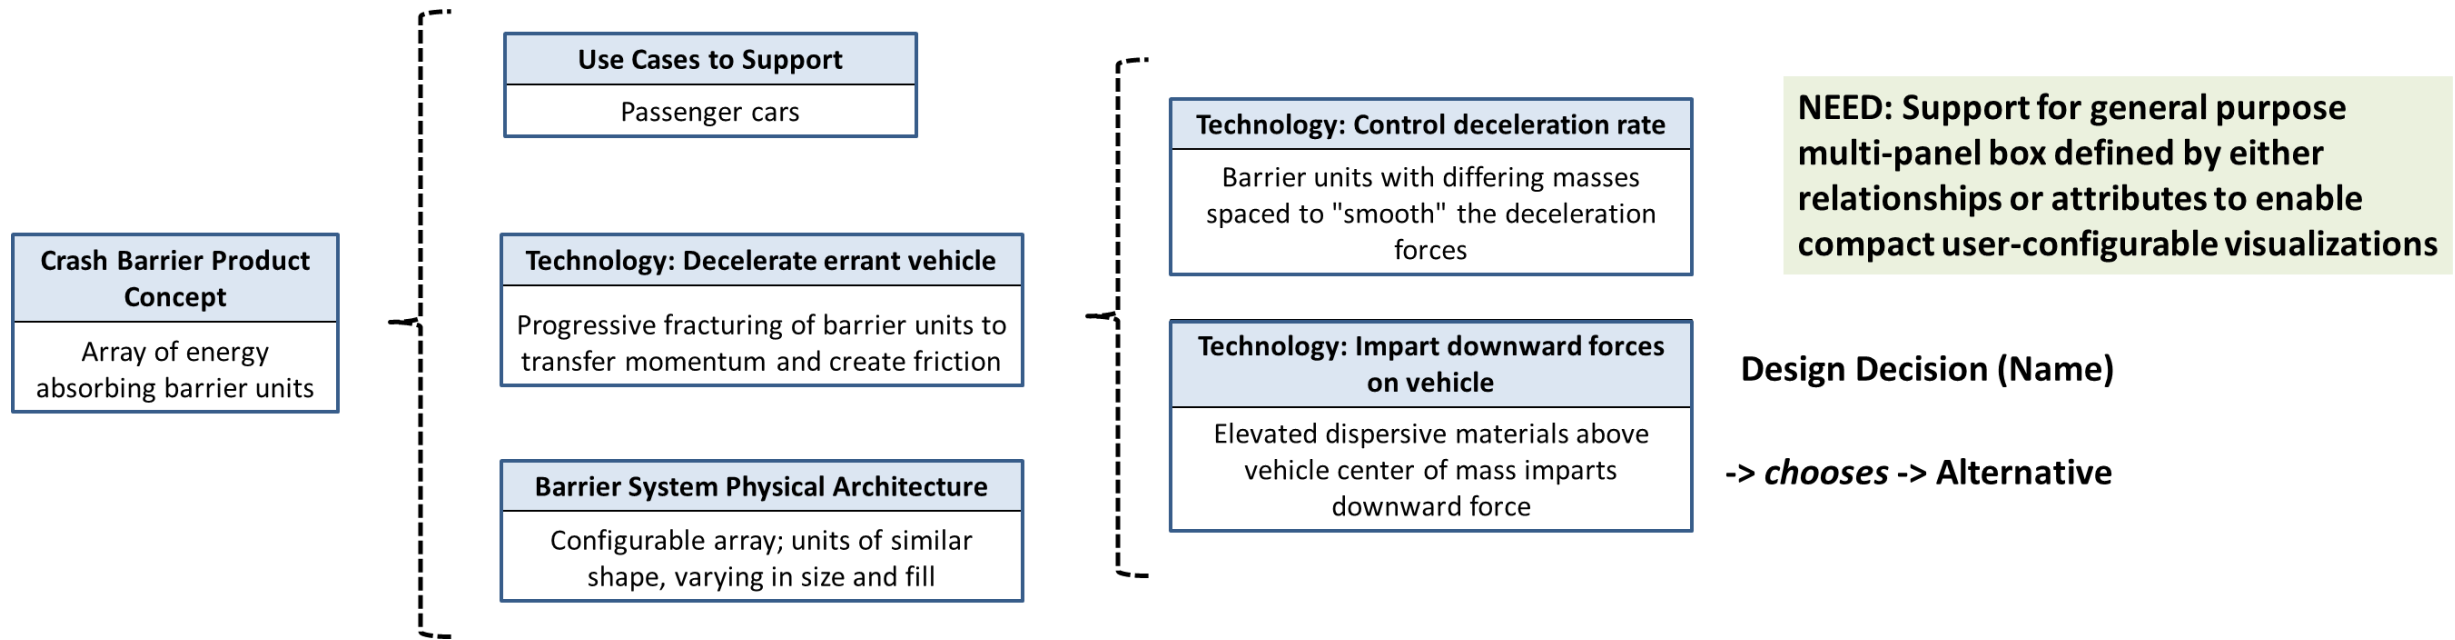 Crash Barrier Product
Concept
Array of energy
absorbing barrier units
Use Cases to Support
Passenger cars
Technology: Decelerate errant vehicle
Progressive fracturing of barrier units to
transfer momentum and create friction
Barrier System Physical Architecture
Configurable array; units of similar
shape, varying in size and fill
Technology: Control deceleration rate
Barrier units with differing masses
spaced to "smooth" the deceleration
forces
Technology: Impart downward forces
on vehicle
Elevated dispersive materials above
vehicle center of mass imparts
downward force
NEED: Support for general purpose
multi-panel box defined by either
relationships or attributes to enable
compact user-configurable visualizations
Design Decision (Name)
-> chooses -> Alternative